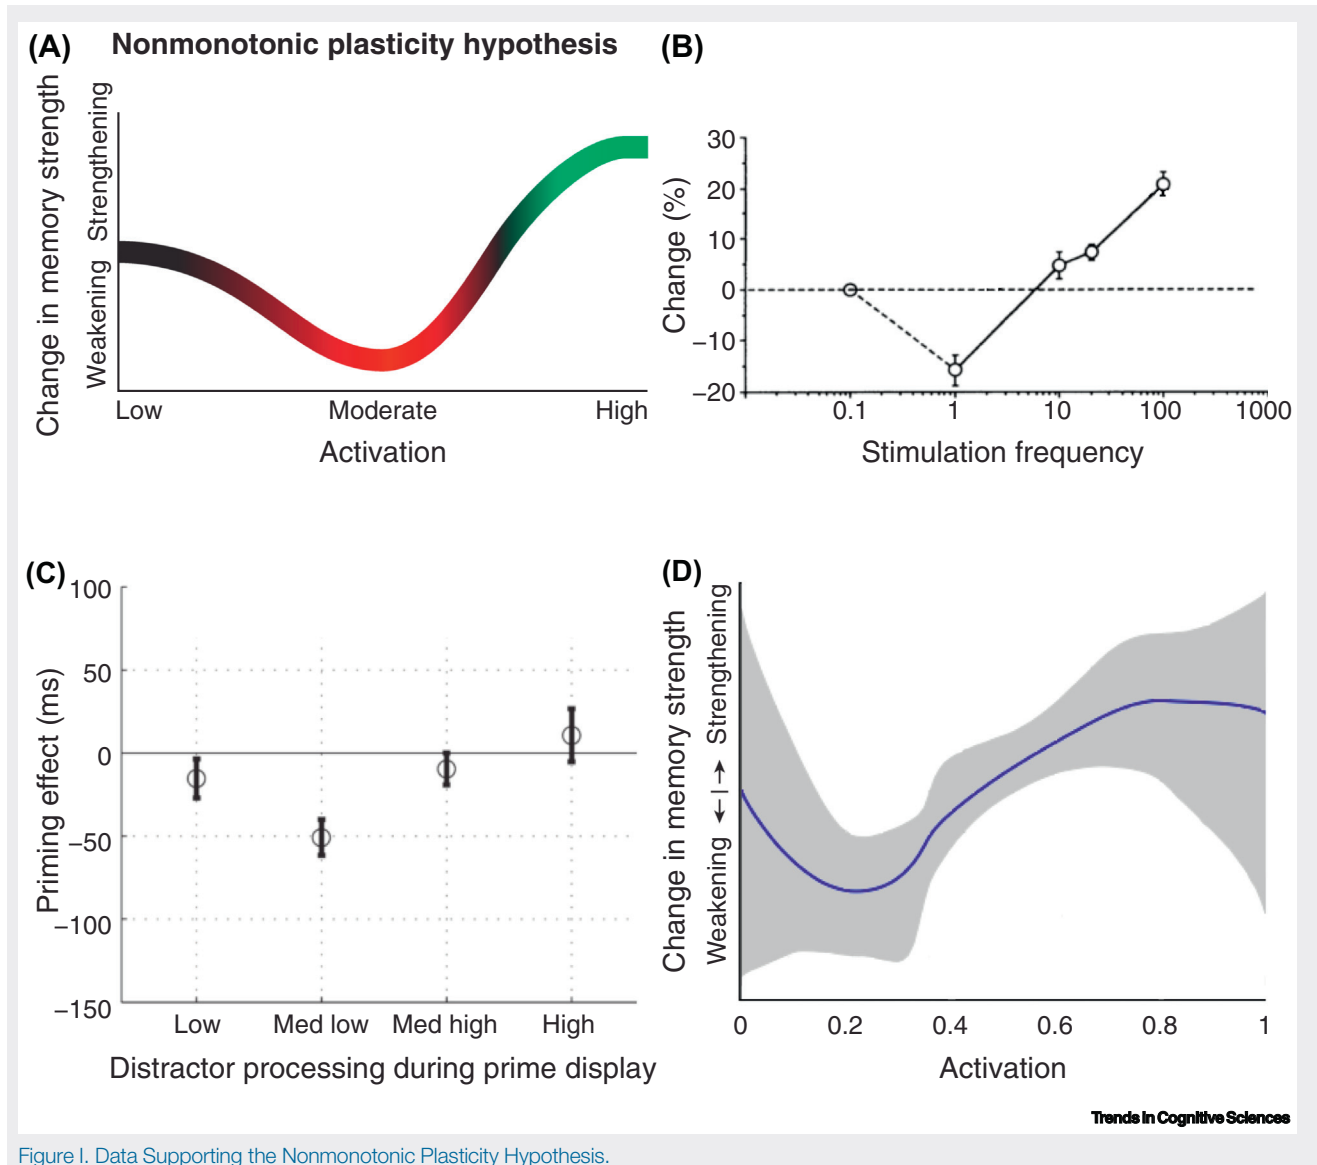 (A) Nonmonotonic plasticity hypothesis
Change in memory strength
Weakening Strengthening
Low Moderate High
Activation
(B)
Change (%)
30
20
10
0
−10
−20
0.1 1 10 100 1000
Stimulation frequency
(C)
Priming effect (ms)
100
50
0
−50
−100
−150
Low Med low Med high High
Distractor processing during prime display
(D)
Change in memory strength
Weakening ←|→ Strengthening
0 0.2 0.4 0.6 0.8 1
Activation
Trends in Cognitive Sciences
Figure I. Data Supporting the Nonmonotonic Plasticity Hypothesis.